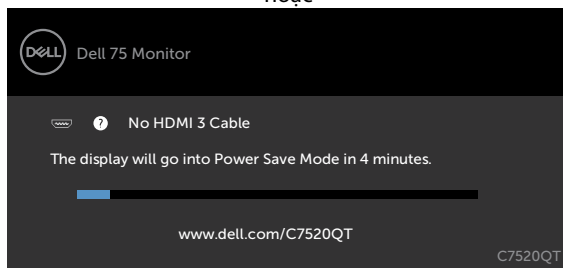 hoặc
DELL
Dell 75 Monitor
? No HDMI 3 Cable
The display will go into Power Save Mode in 4 minutes.
www.dell.com/C7520QT
C7520QT